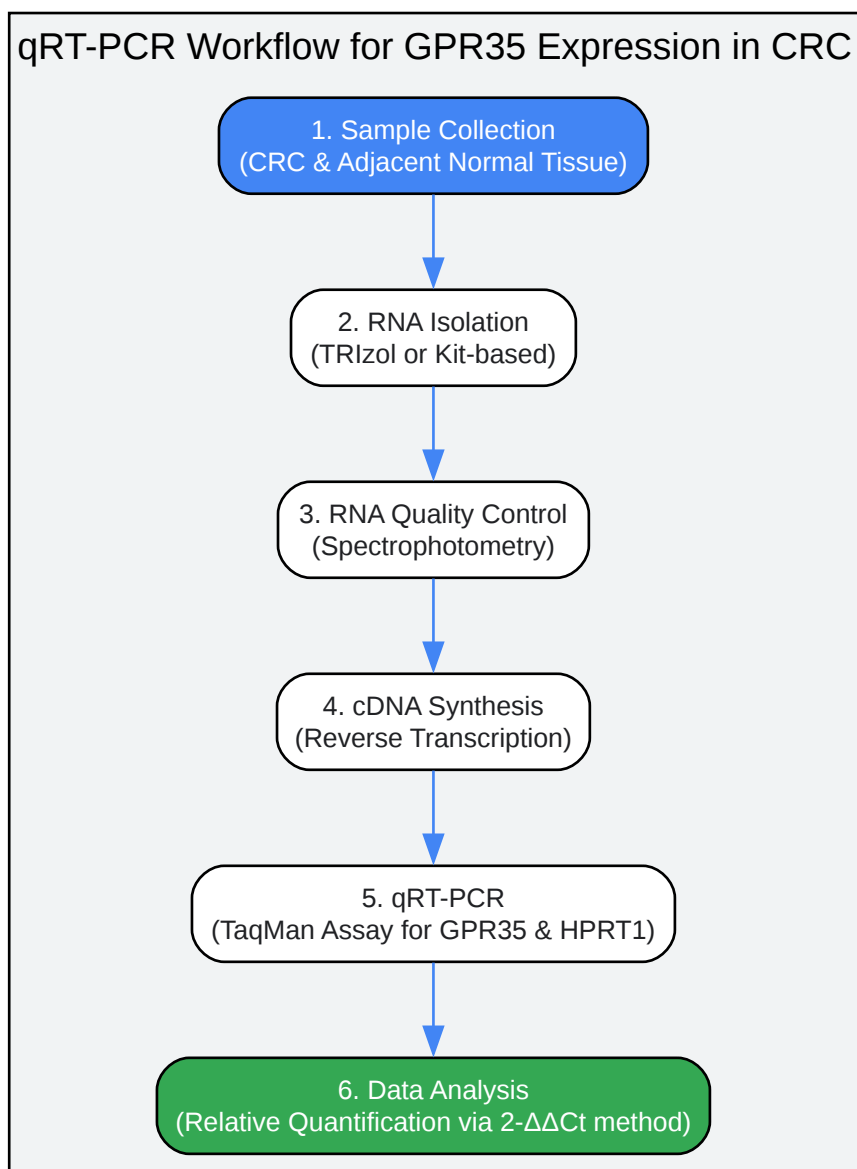 qRT-PCR Workflow for GPR35 Expression in CRC
1. Sample Collection
(CRC & Adjacent Normal Tissue)
2. RNA Isolation
(TRIzol or Kit-based)
3. RNA Quality Control
(Spectrophotometry)
4. cDNA Synthesis
(Reverse Transcription)
5. qRT-PCR
(TaqMan Assay for GPR35 & HPRT1)
6. Data Analysis
(Relative Quantification via 2-ΔΔCt method)